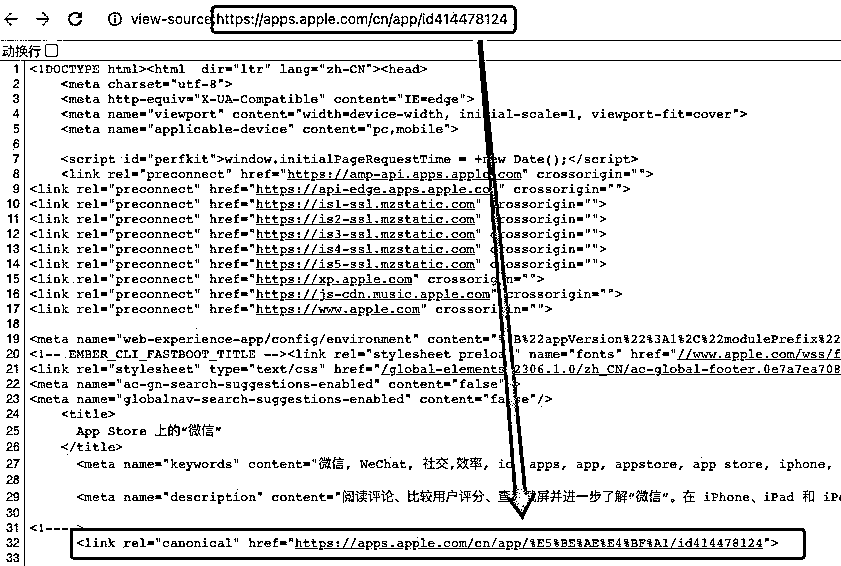 view-source:https://apps.apple.com/cn/app/id414478124
动换行
1 <!DOCTYPE html><html dir="ltr" lang="zh-CN"><head>
2 <meta charset="utf-8">
3 <meta http-equiv="X-UA-Compatible" content="IE=edge">
4 <meta name="viewport" content="width=device-width, initial-scale=1, viewport-fit=cover">
5 <meta name="applicable-device" content="pc,mobile">
6
7 <script id="perfkit">window.initialPageRequestTime = +new Date();</script>
8 <link rel="preconnect" href="https://amp-api.apps.apple.com" crossorigin="">
9 <link rel="preconnect" href="https://api-edge.apps.apple.com" crossorigin="">
10 <link rel="preconnect" href="https://is1-ssl.mzstatic.com" crossorigin="">
11 <link rel="preconnect" href="https://is2-ssl.mzstatic.com" crossorigin="">
12 <link rel="preconnect" href="https://is3-ssl.mzstatic.com" crossorigin="">
13 <link rel="preconnect" href="https://is4-ssl.mzstatic.com" crossorigin="">
14 <link rel="preconnect" href="https://is5-ssl.mzstatic.com" crossorigin="">
15 <link rel="preconnect" href="https://xp.apple.com" crossorigin="">
16 <link rel="preconnect" href="https://js-cdn.music.apple.com" crossorigin="">
17 <link rel="preconnect" href="https://www.apple.com" crossorigin="">
18
19 <meta name="web-experience-app/config/environment" content="%7B%22appVersion%22%3A1%2C%22modulePrefix%22
20 <!-- EMBER_CLI_FASTBOOT_TITLE --><link rel="stylesheet preload" name="fonts" href="//www.apple.com/wss/f
21 <link rel="stylesheet" type="text/css" href="/global-elements/2306.1.0/zh_CN/ac-global-footer.0e7a7ea708
22 <meta name="ac-gn-search-suggestions-enabled" content="false">
23 <meta name="globalnav-search-suggestions-enabled" content="false"/>
24 <title>
25 App Store 上的“微信”
26 </title>
27 <meta name="keywords" content="微信, NeChat, 社交,效率, apps, app, appstore, app store, iphone,
28
29 <meta name="description" content="阅读评论、比较用户评分、查 屏并进一步了解“微信”。在 iPhone、iPad 和 iPo
30
31 <!---->
32 <link rel="canonical" href="https://apps.apple.com/cn/app/%E5%BE%AE%E4%BF%A1/id414478124">
33